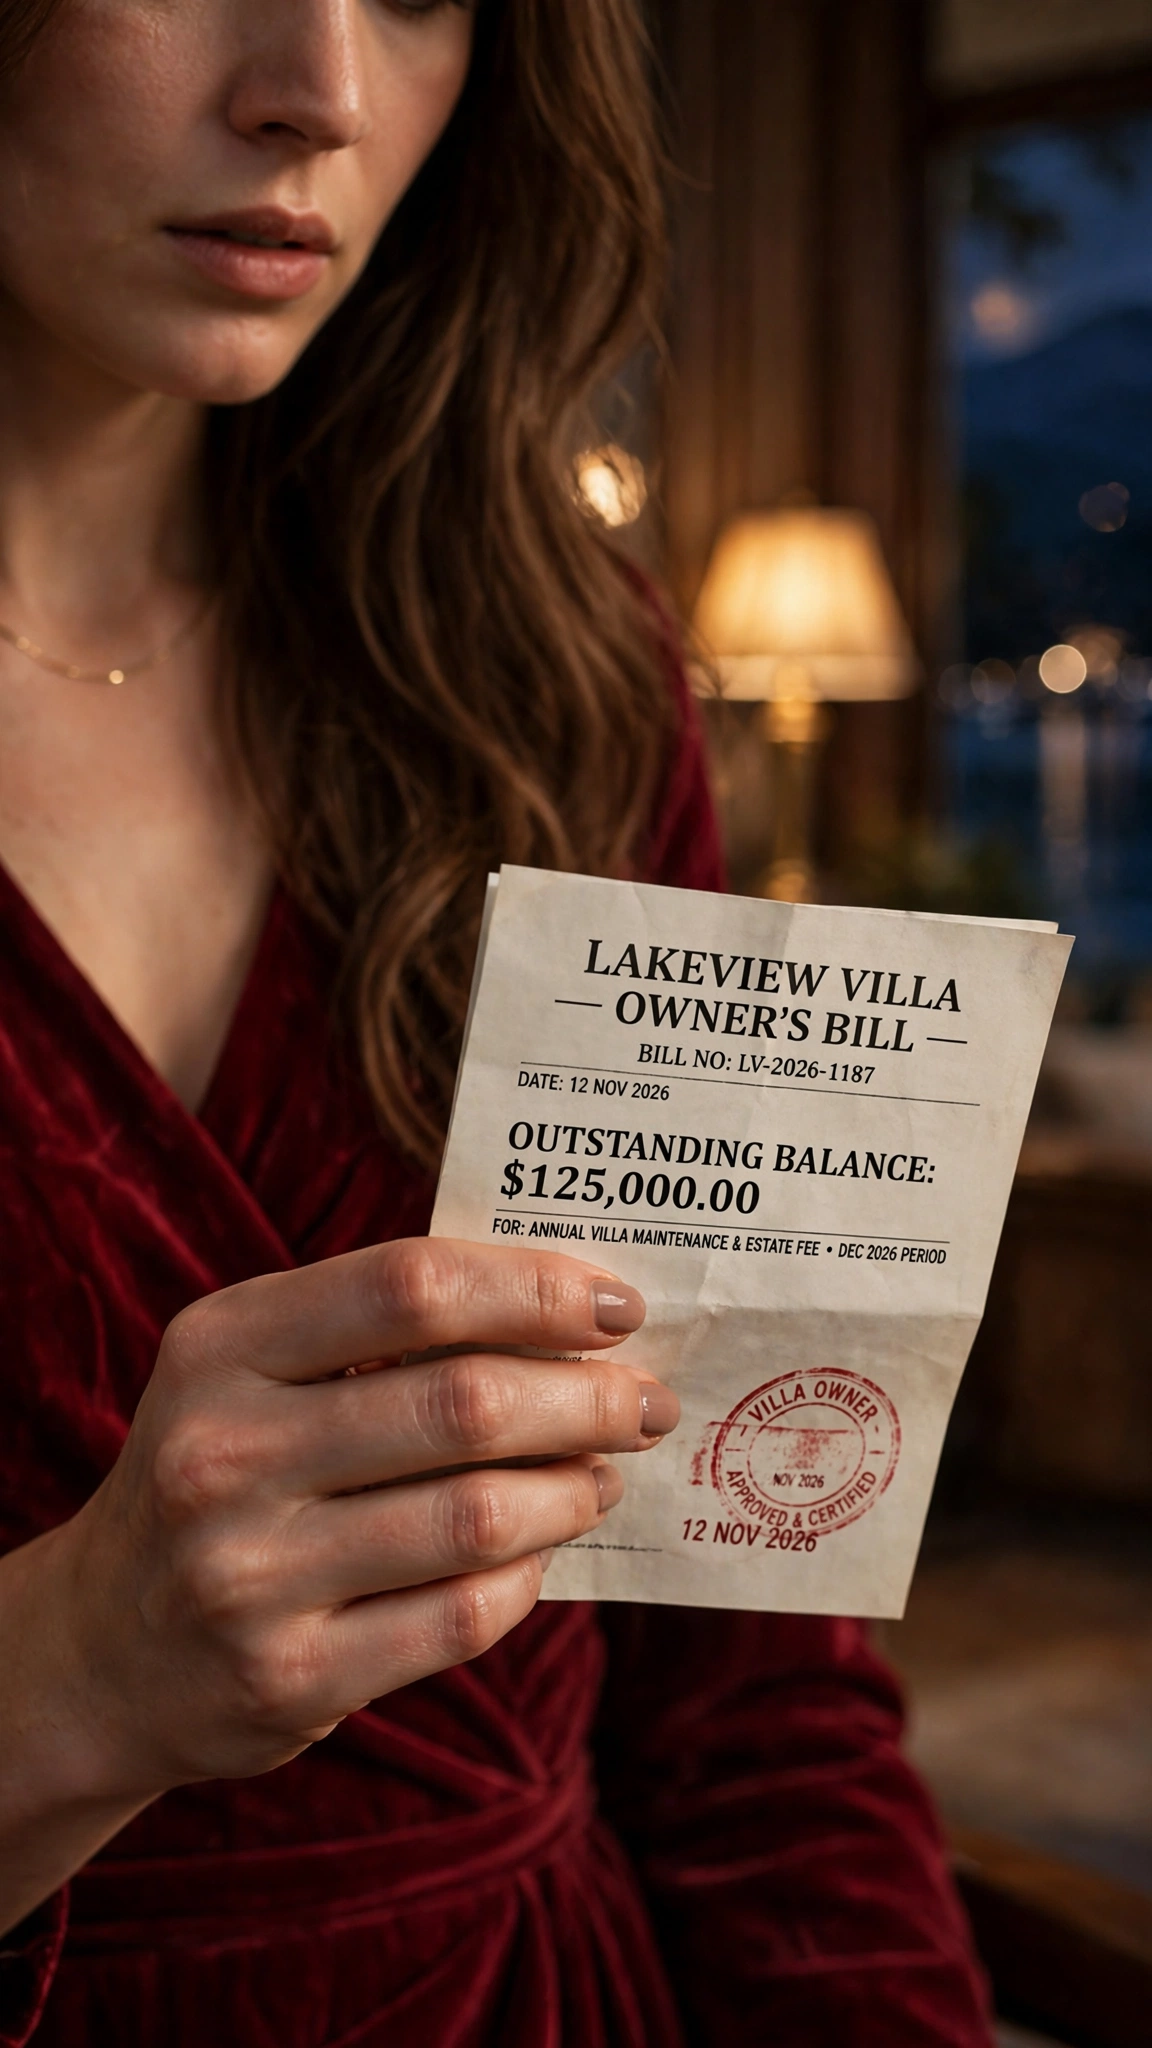 LAKEVIEW VILLA
— OWNER'S BILL —
BILL NO: LV-2026-1187
DATE: 12 NOV 2026
OUTSTANDING BALANCE:
$125,000.00
FOR: ANNUAL VILLA MAINTENANCE & ESTATE FEE • DEC 2026 PERIOD
VILLA OWNER
NOV 2026
APPROVED & CERTIFIED
12 NOV 2026